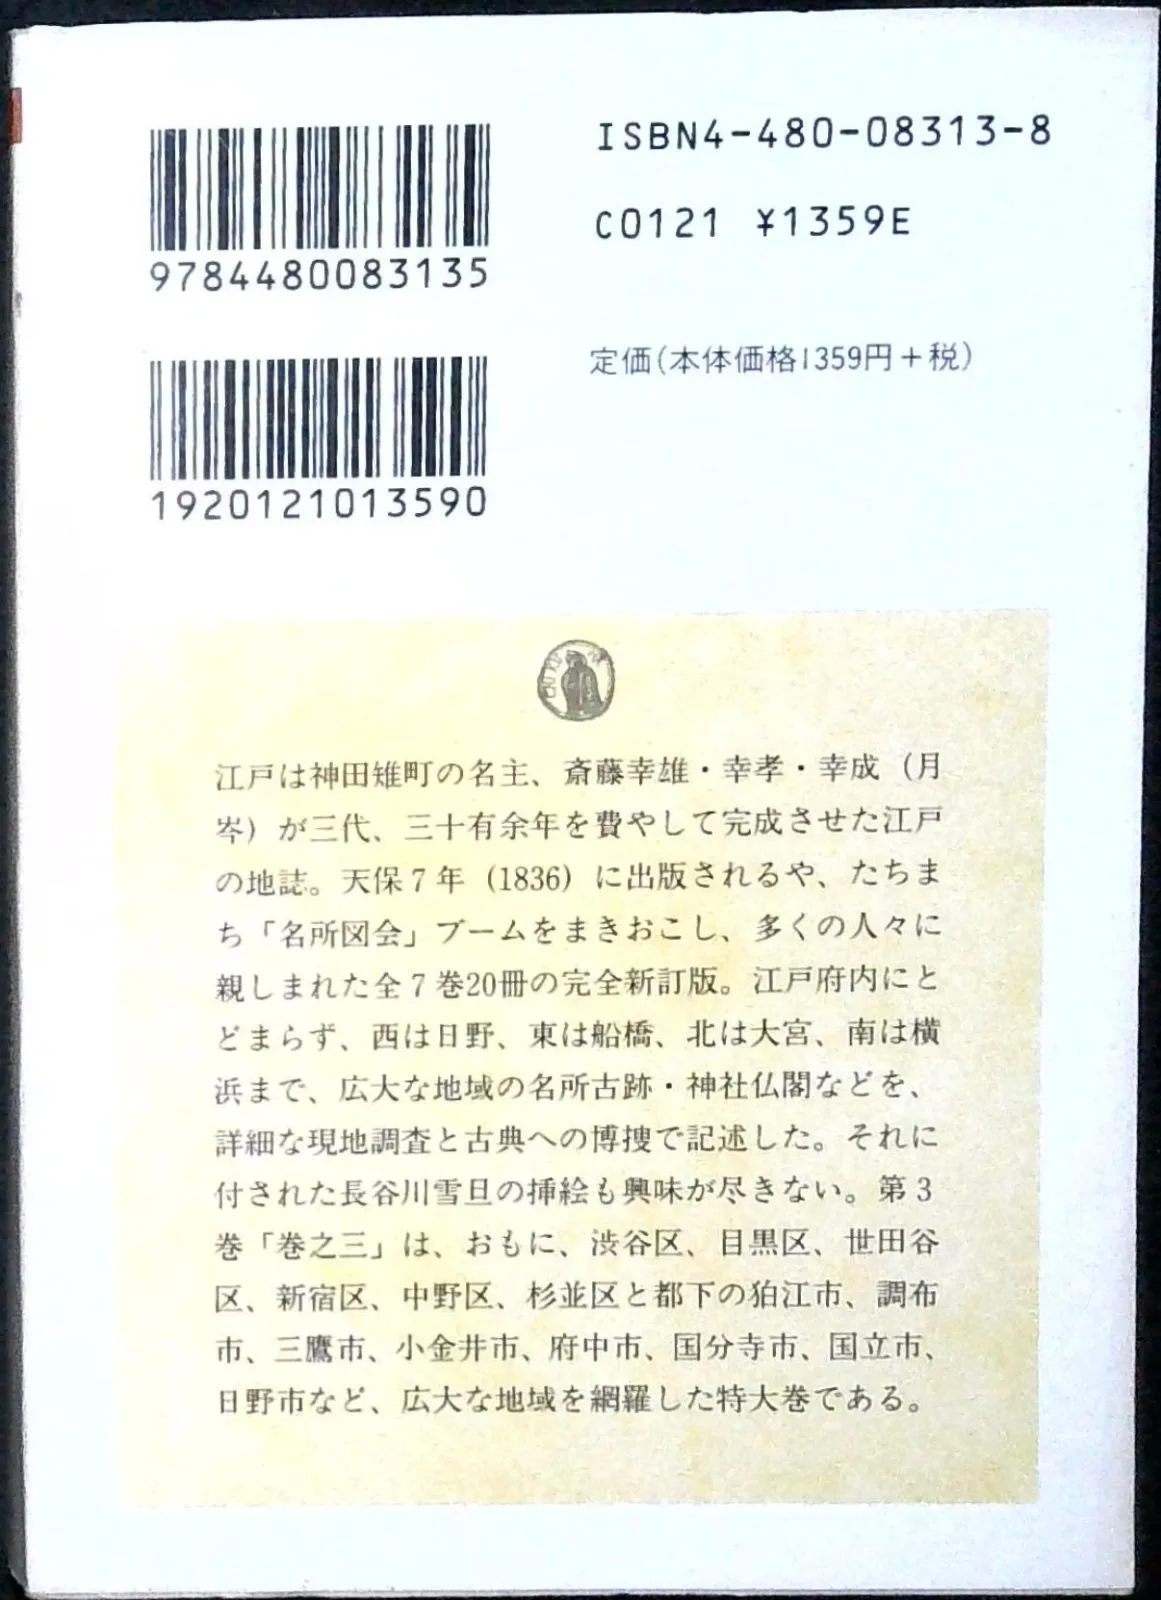 ISBN4-480-08313-8
C0121 ¥1359E
9784480083135
定価(本体価格1359円+税)
1920121013590
江戸は神田雉町の名主、斎藤幸雄・幸孝・幸成（月
岑）が三代、三十有余年を費やして完成させた江戸
の地誌。天保7年（1836）に出版されるや、たちま
ち「名所図会」ブームをまきおこし、多くの人々に
親しまれた全7巻20冊の完全新訂版。江戸府内にと
どまらず、西は日野、東は船橋、北は大宮、南は横
浜まで、広大な地域の名所古跡・神社仏閣などを、
詳細な現地調査と古典への博捜で記述した。それに
付された長谷川雪旦の挿絵も興味が尽きない。第3
巻「巻之三」は、おもに、渋谷区、目黒区、世田谷
区、新宿区、中野区、杉並区と都下の狛江市、調布
市、三鷹市、小金井市、府中市、国分寺市、国立市、
日野市など、広大な地域を網羅した特大巻である。